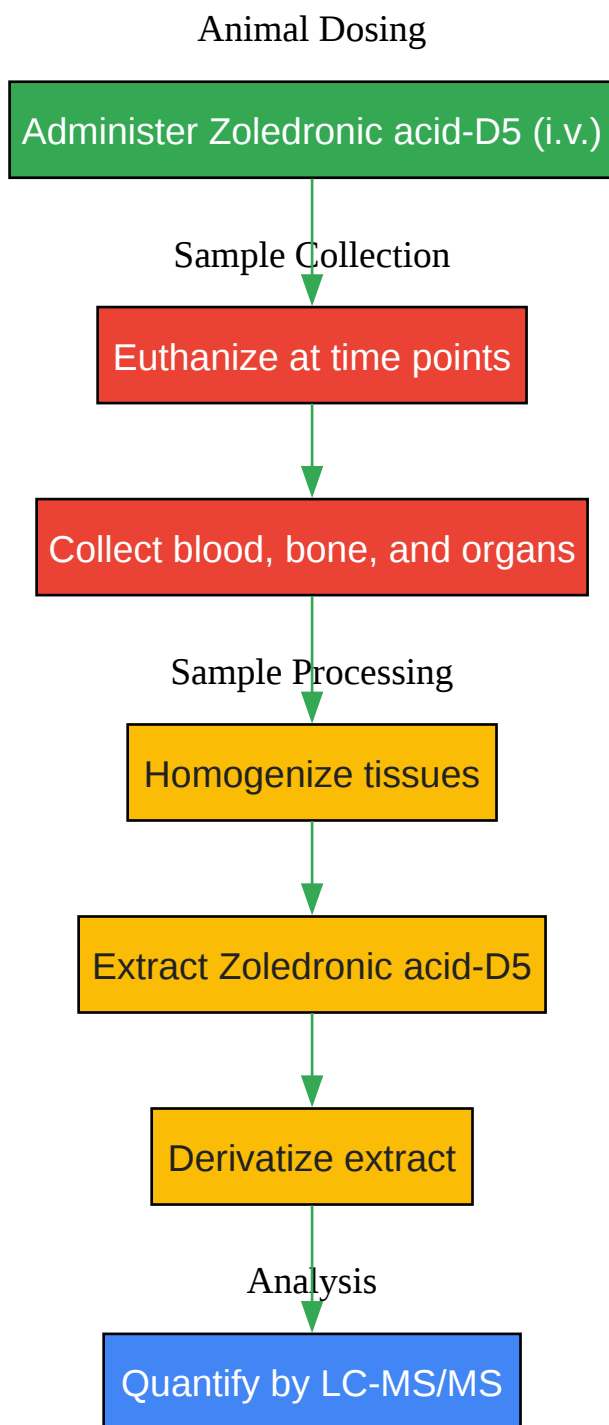 Animal Dosing
Administer Zoledronic acid-D5 (i.v.)
Sample Collection
Euthanize at time points
Collect blood, bone, and organs
Sample Processing
Homogenize tissues
Extract Zoledronic acid-D5
Derivatize extract
Analysis
Quantify by LC-MS/MS